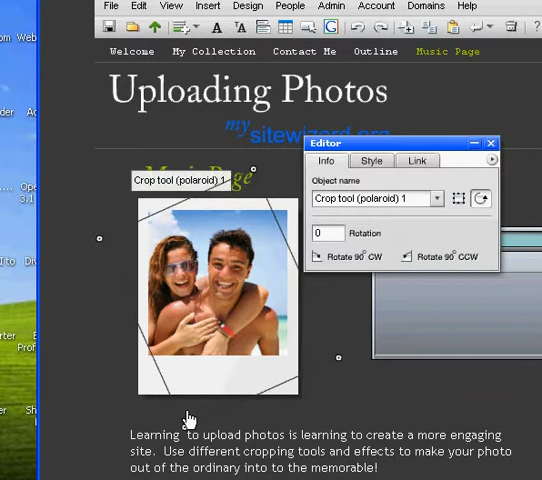 File Edit View Insert Design People Admin Account Domains Help
Welcome My Collection Contact Me Outline Music Page
Uploading Photos
mysitewizard.org
Music Page
Crop tool (polaroid) 1
Editor
Info Style Link
Object name
Crop tool (polaroid) 1
0 Rotation
Rotate 90° CW Rotate 90° CCW
Learning to upload photos is learning to create a more engaging
site. Use different cropping tools and effects to make your photo
out of the ordinary into to the memorable!